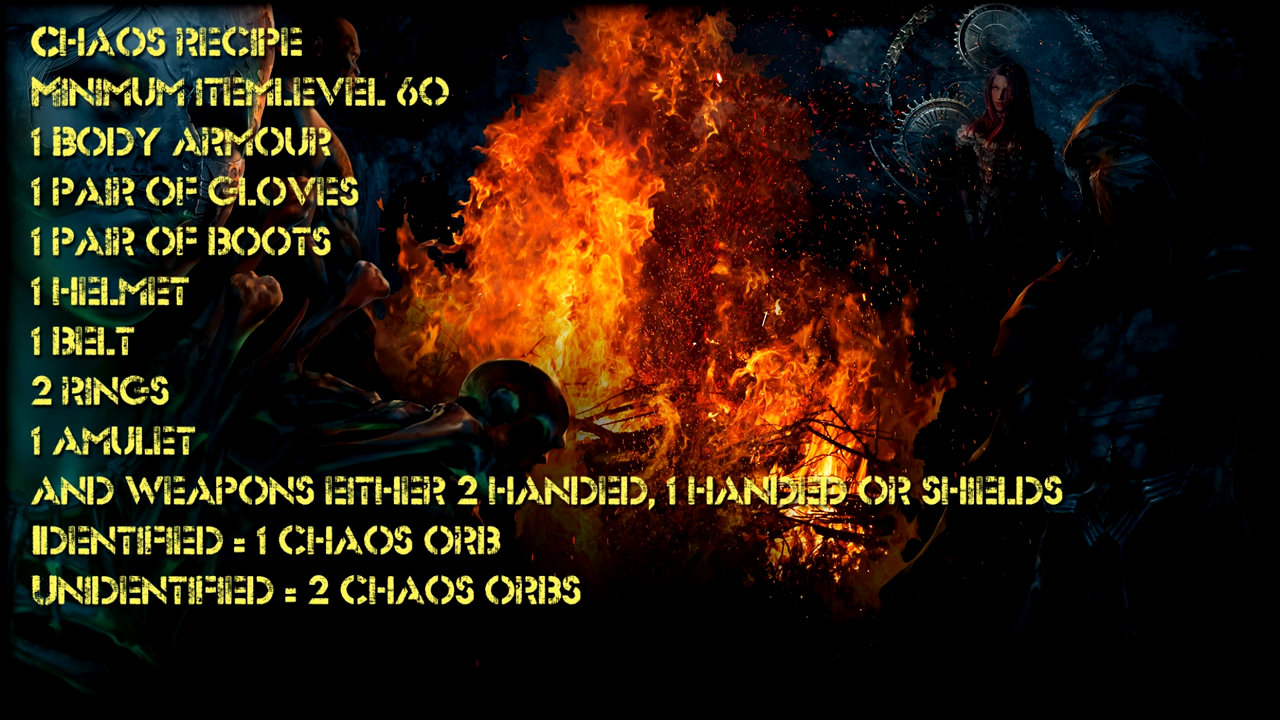 CHAOS RECIPE
MINIMUM ITEMLEVEL 60
1 BODY ARMOUR
1 PAIR OF GLOVES
1 PAIR OF BOOTS
1 HELMET
1 BELT
2 RINGS
1 AMULET
AND WEAPONS EITHER 2 HANDED, 1 HANDED OR SHIELDS
IDENTIFIED = 1 CHAOS ORB
UNIDENTIFIED = 2 CHAOS ORBS